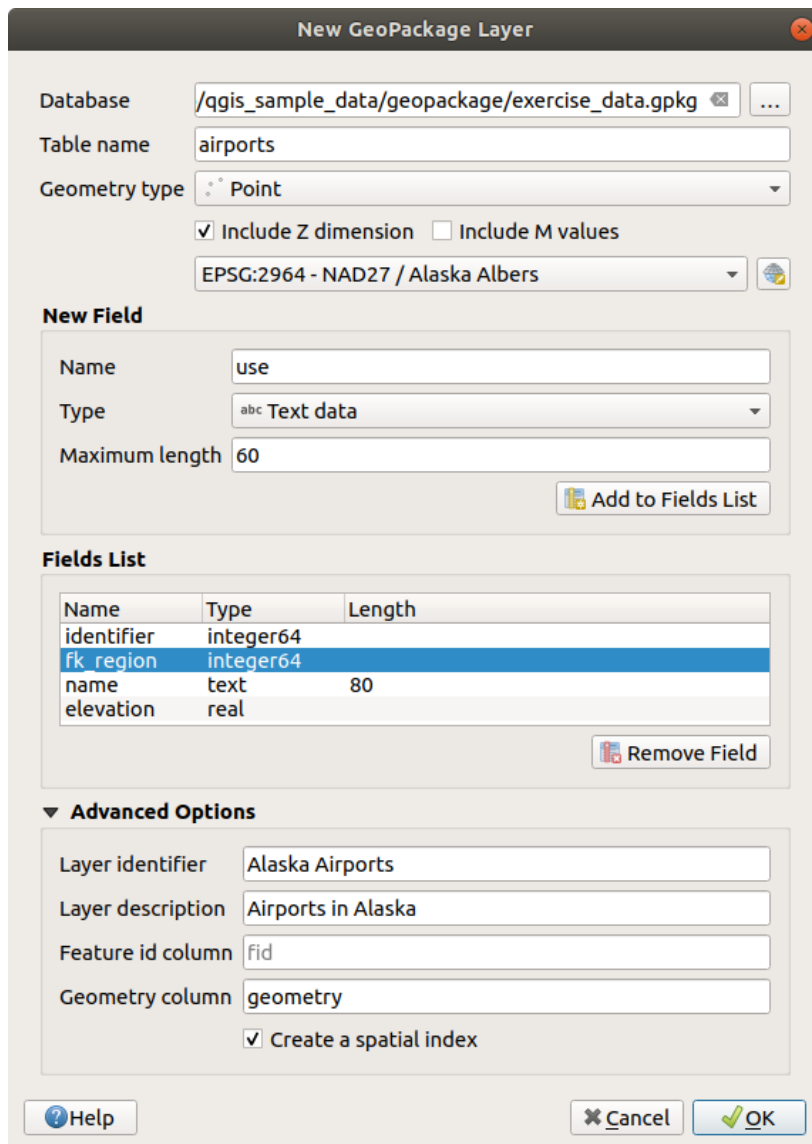 New GeoPackage Layer
Database /qgis_sample_data/geopackage/exercise_data.gpkg ...
Table name airports
Geometry type Point
Include Z dimension Include M values
EPSG:2964 - NAD27 / Alaska Albers
New Field
Name use
Type abc Text data
Maximum length 60
Add to Fields List
Fields List
Name Type Length
identifier integer64
fk_region integer64
name text 80
elevation real
Remove Field
Advanced Options
Layer identifier Alaska Airports
Layer description Airports in Alaska
Feature id column fid
Geometry column geometry
Create a spatial index
Help Cancel OK